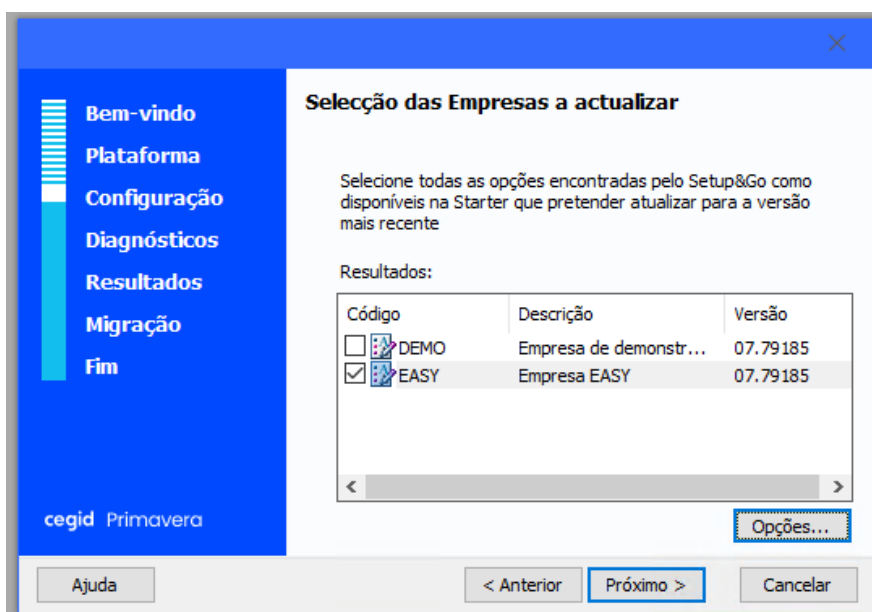 Bem-vindo
Plataforma
Configuração
Diagnósticos
Resultados
Migração
Fim
cegid Primavera
Selecção das Empresas a actualizar
Selecione todas as opções encontradas pelo Setup&Go como
disponíveis na Starter que pretender atualizar para a versão
mais recente
Resultados:
Código Descrição Versão
DEMO Empresa de demonstr... 07.79185
EASY Empresa EASY 07.79185
Opções...
Ajuda < Anterior Próximo > Cancelar